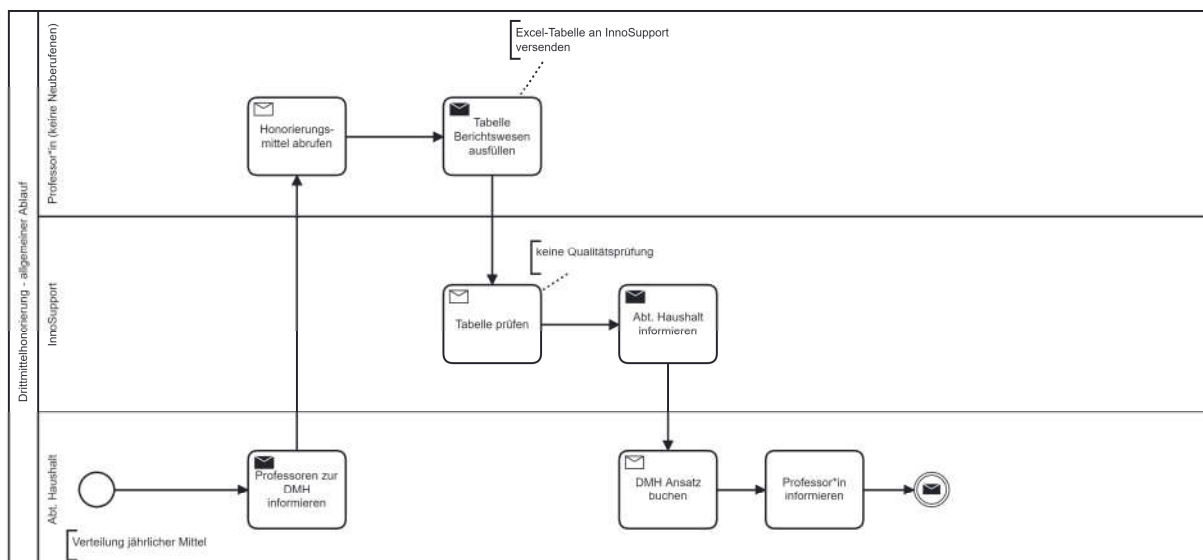 Drittmittelhonorierung - allgemeiner Ablauf
Professor*in (keine Neuberufenen)
Excel-Tabelle an InnoSupport
versenden
Honorierungs-
mittel abrufen
Tabelle
Berichtswesen
ausfüllen
InnoSupport
keine Qualitätsprüfung
Tabelle prüfen
Abt. Haushalt
informieren
Abt. Haushalt
Professoren zur
DMH
informieren
DMH Ansatz
buchen
Professor*in
informieren
Verteilung jährlicher Mittel